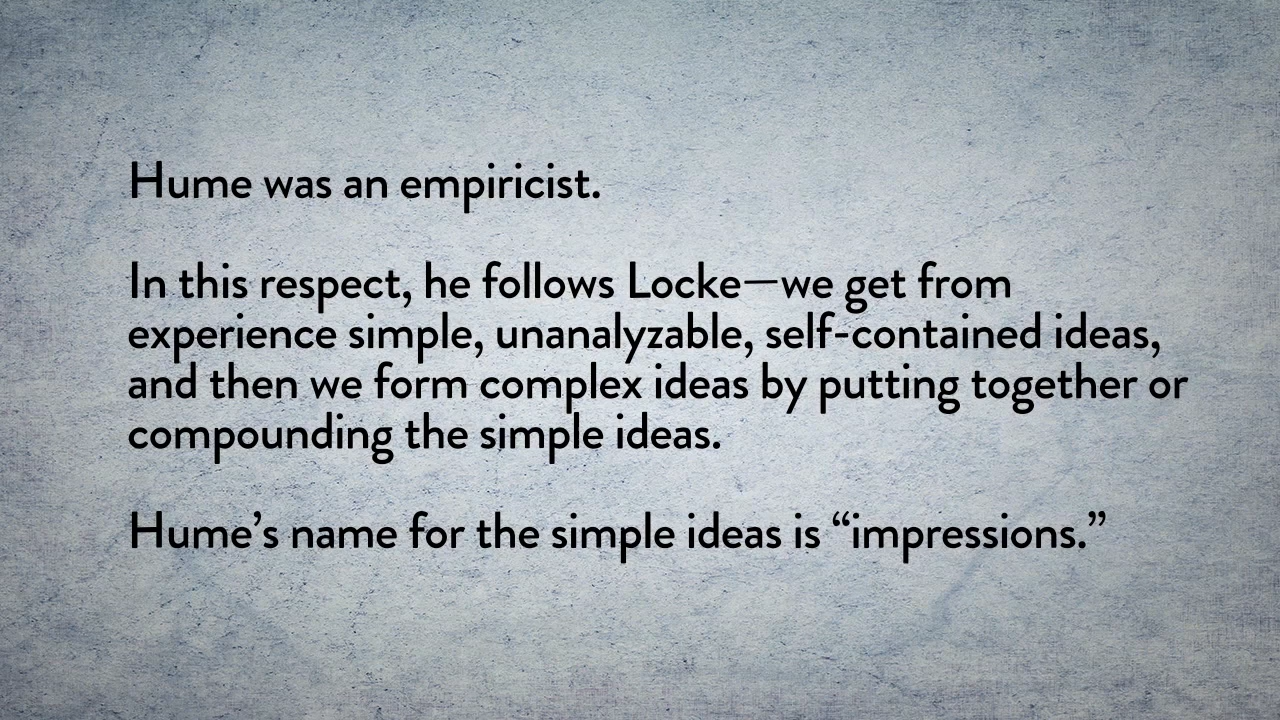 Hume was an empiricist.
In this respect, he follows Locke—we get from
experience simple, unanalyzable, self-contained ideas,
and then we form complex ideas by putting together or
compounding the simple ideas.
Hume’s name for the simple ideas is “impressions.”